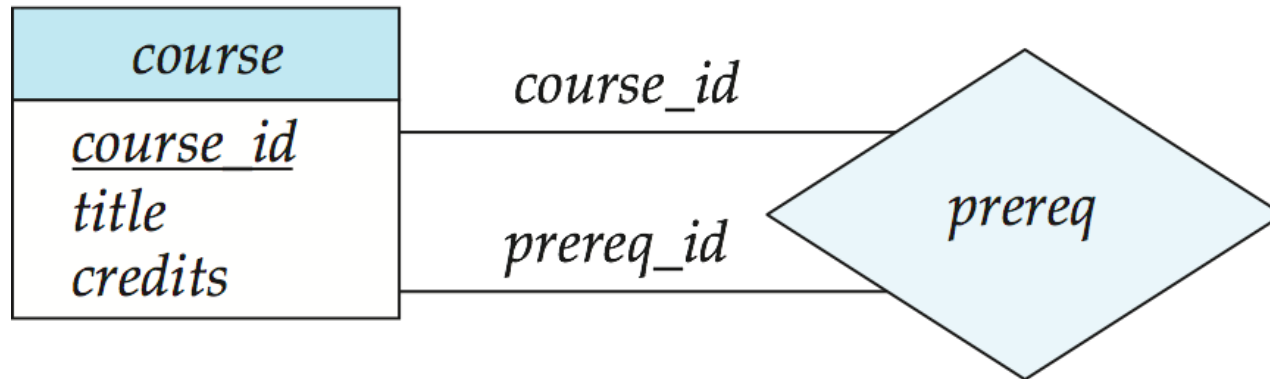 course
course_id
title
credits
course_id
prereq_id
prereq